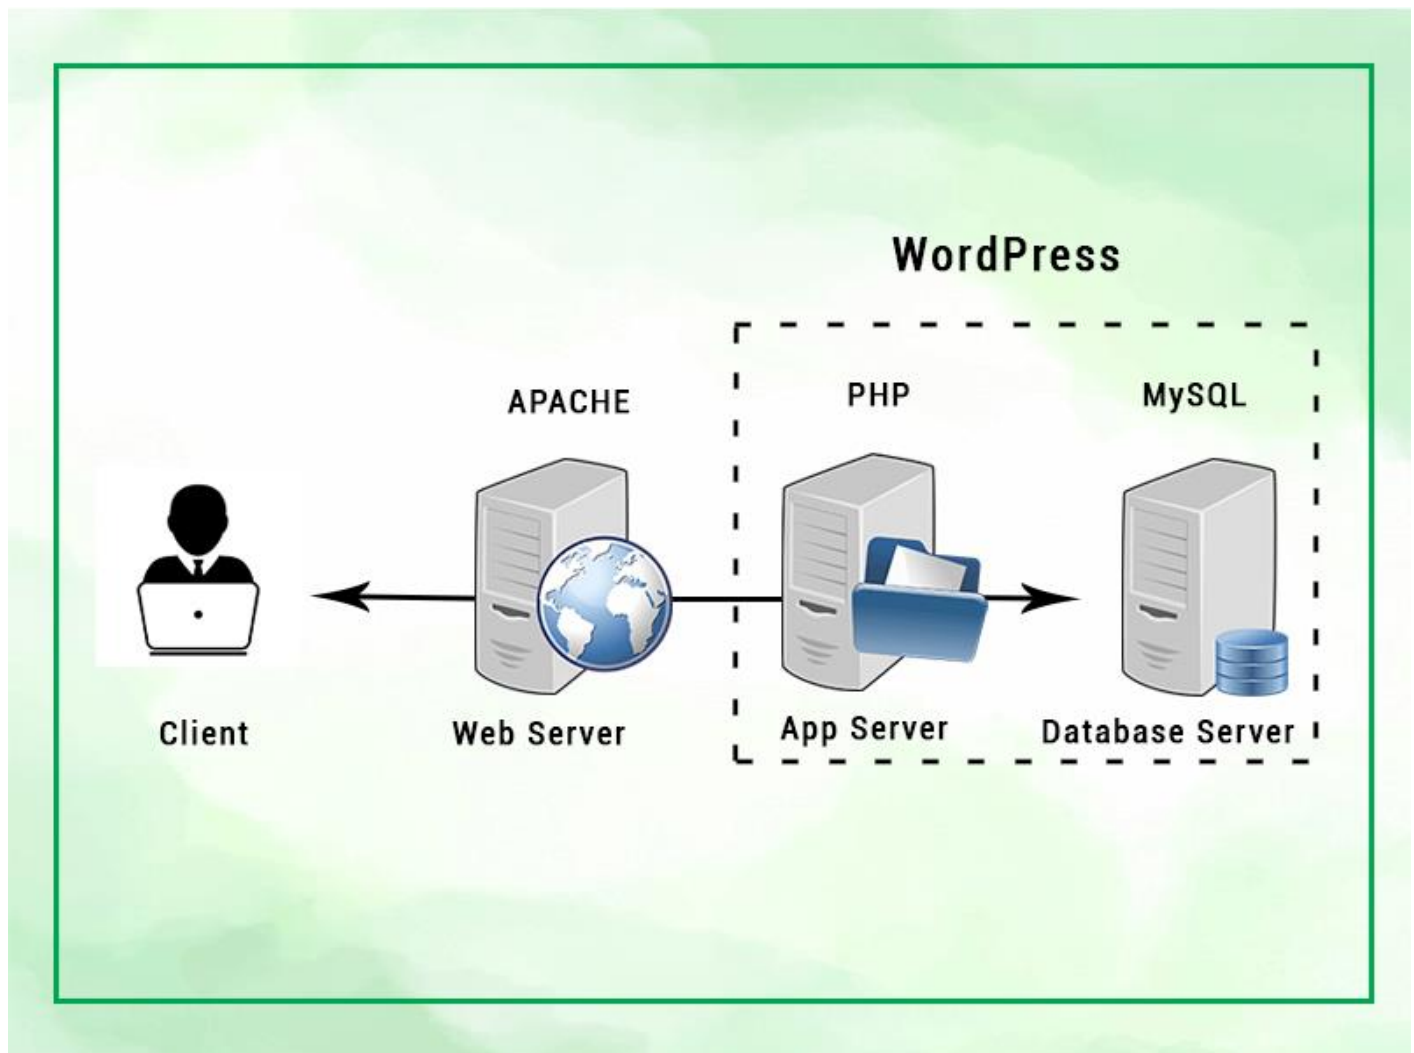 WordPress
APACHE
PHP
MySQL
Client
Web Server
App Server
Database Server